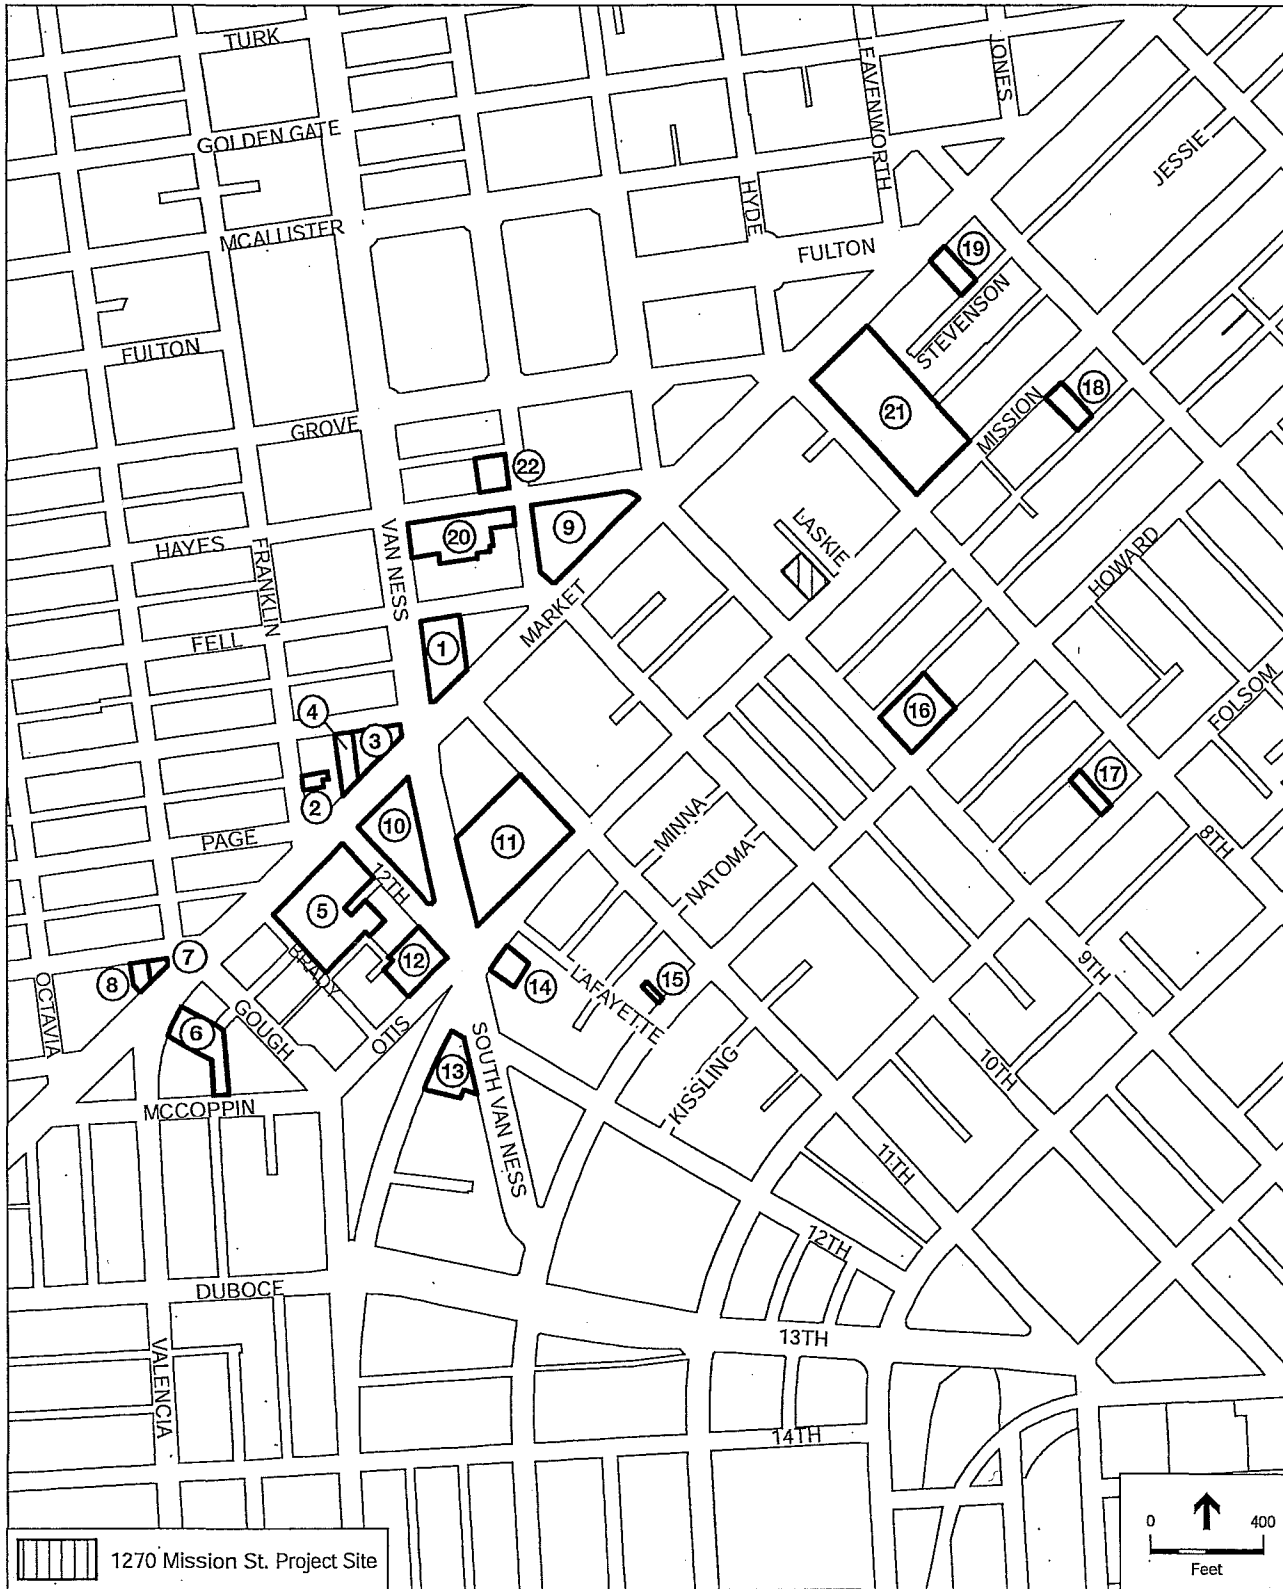 TURK
LEAVENWORTH
JONES
GOLDEN GATE
JESSIE
HYDE
MCALLISTER
FULTON
19
STEVENSON
FULTON
21
18
MISSION
GROVE
22
VAN NESS
20
9
LASKIE
HAYES
FRANKLIN
HOWARD
MARKET
FELL
1
FOLSOM
4
3
16
2
17
PAGE
10
11
MINNA
8TH
12TH
NATOMA
5
BRADY
12
7
8
14
LAFAYETTE
15
9TH
OCTAVIA
6
GOUGH
OTIS
13
SOUTH VAN NESS
KISSLING
10TH
MCCOPPIN
11TH
12TH
DUBOCE
13TH
VALENCIA
14TH
1270 Mission St. Project Site
0 400
Feet